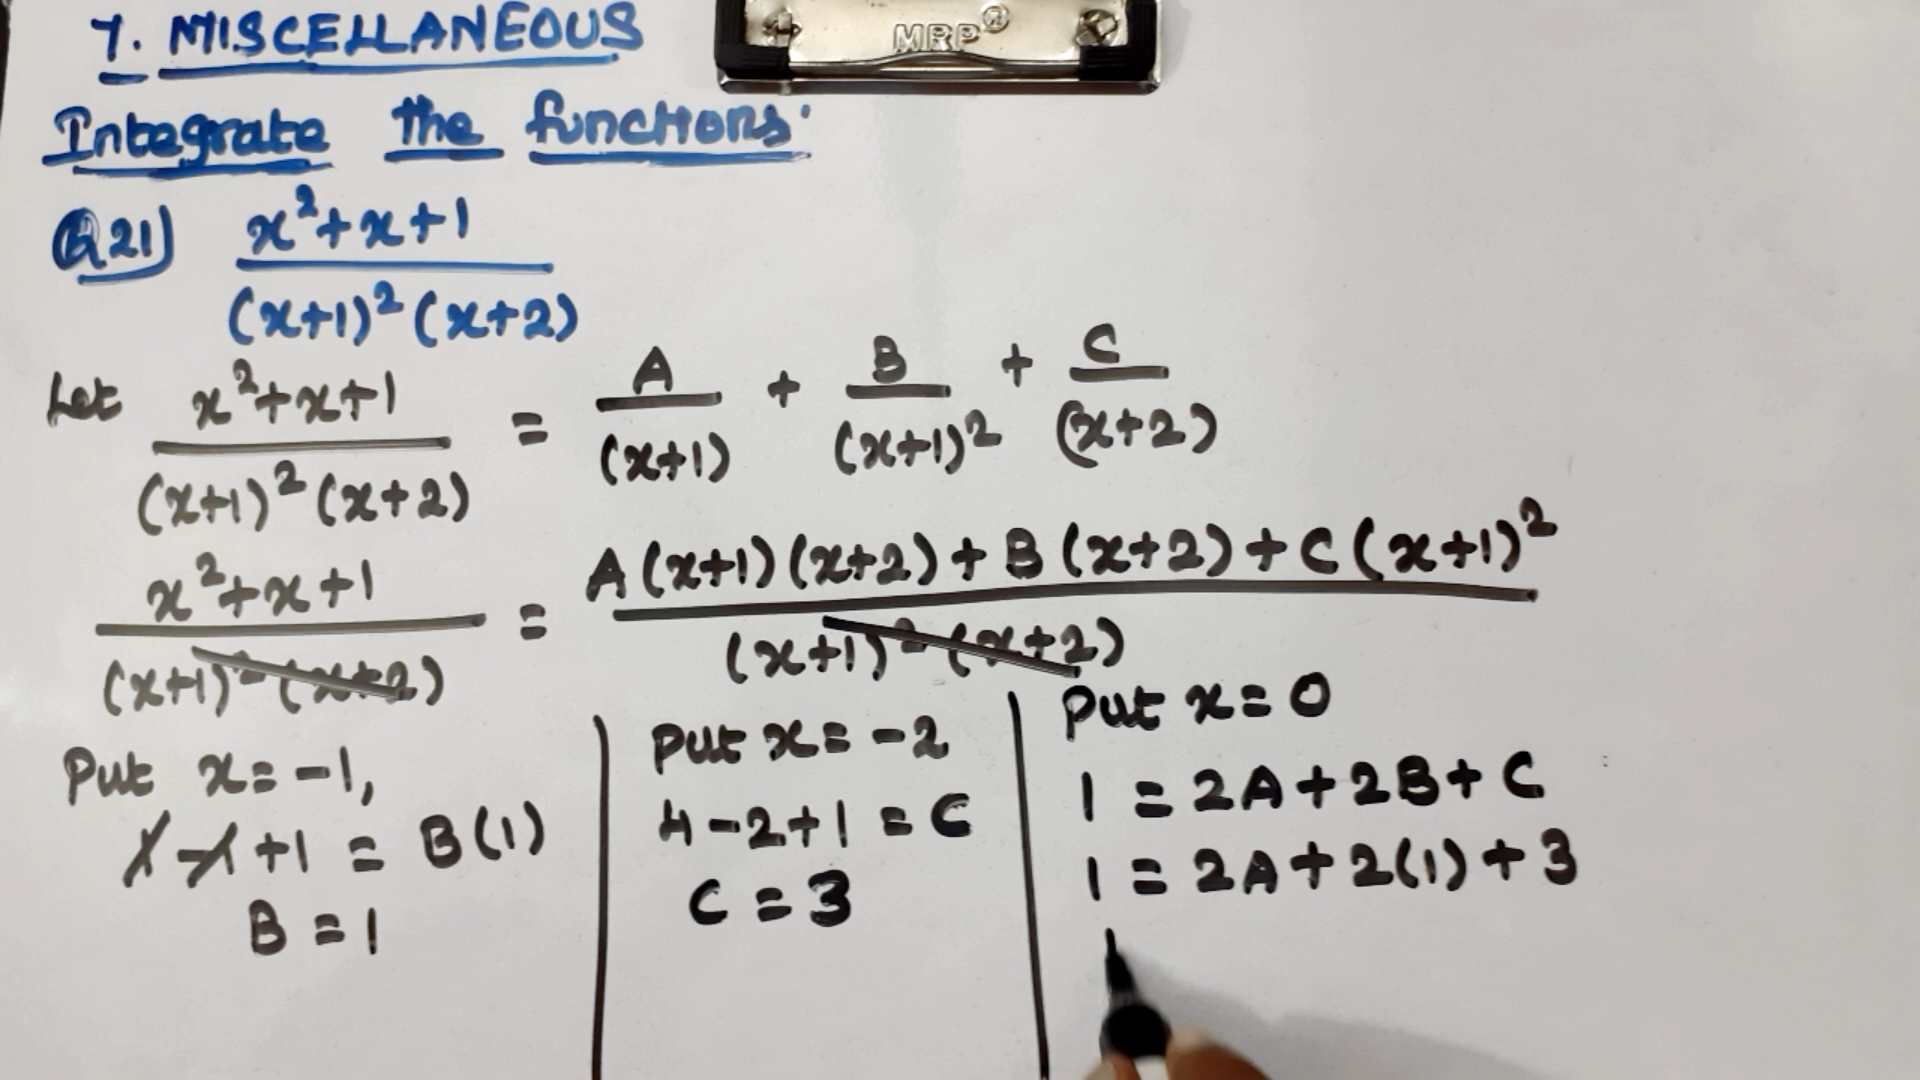 MRP®
7. MISCELLANEOUS
Integrate the functions.
Q21) x²+x+1
(x+1)²(x+2)
Let x²+x+1 = A + B + C
(x+1)²(x+2) (x+1) (x+1)² (x+2)
x²+x+1 = A(x+1)(x+2)+B(x+2)+C(x+1)²
(x+1)²(x+2) (x+1)²(x+2)
Put x=-1,
1-1+1 = B(1)
B=1
Put x=-2
4-2+1=C
C=3
Put x=0
1=2A+2B+C
1=2A+2(1)+3